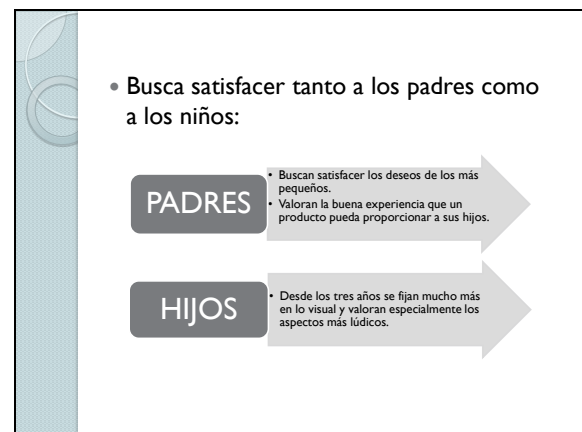 • Busca satisfacer tanto a los padres como
a los niños:
PADRES
• Buscan satisfacer los deseos de los más
pequeños.
• Valoran la buena experiencia que un
producto pueda proporcionar a sus hijos.
HIJOS
• Desde los tres años se fijan mucho más
en lo visual y valoran especialmente los
aspectos más lúdicos.